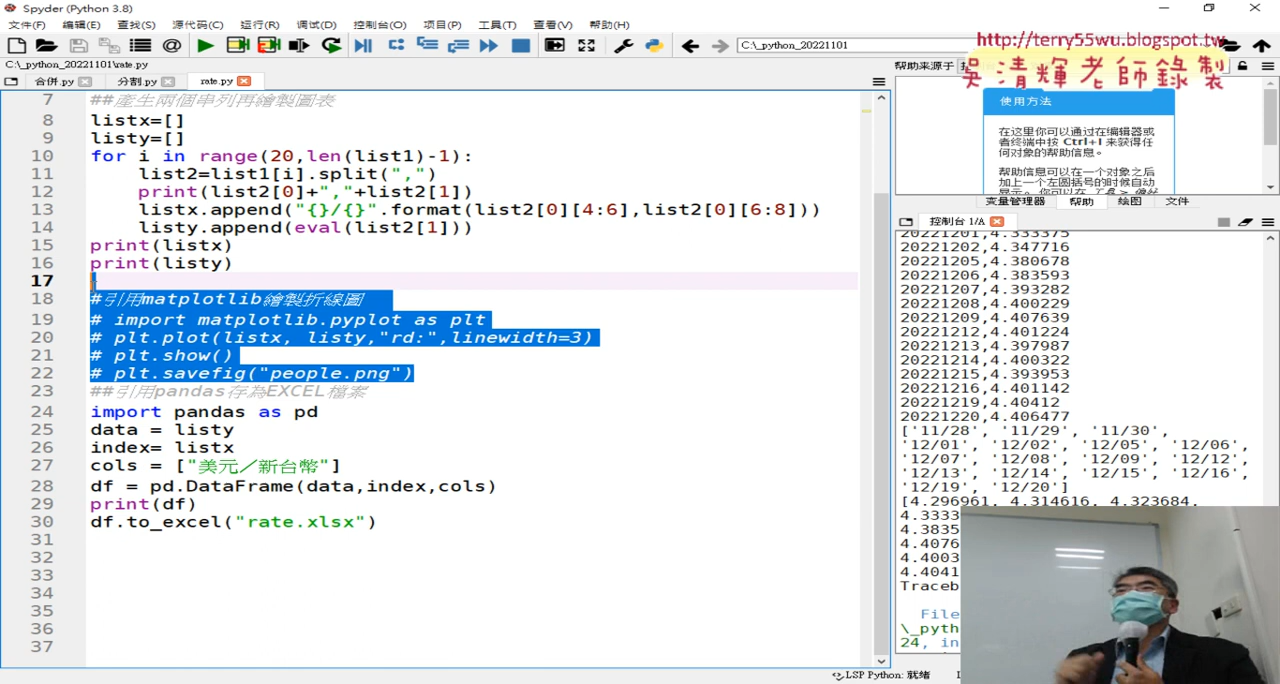 Spyder (Python 3.8)
文件(F) 编辑(E) 查找(S) 源代码(C) 运行(R) 调试(D) 控制台(O) 项目(P) 工具(T) 查看(V) 帮助(H)
C:\_python_20221101
http://terry55wu.blogspot.tw
吳清輝老師錄製
C:\_python_20221101\rate.py
帮助来源于
合併.py 分割.py rate.py
7 ##產生兩個串列再繪製圖表
8 listx=[]
9 listy=[]
10 for i in range(20,len(list1)-1):
11 list2=list1[i].split(",")
12 print(list2[0]+","+list2[1])
13 listx.append("{}/{}".format(list2[0][4:6],list2[0][6:8]))
14 listy.append(eval(list2[1]))
15 print(listx)
16 print(listy)
17
18 #引用matplotlib繪製折線圖
19 # import matplotlib.pyplot as plt
20 # plt.plot(listx, listy,"rd:",linewidth=3)
21 # plt.show()
22 # plt.savefig("people.png")
23 ##引用pandas存為EXCEL檔案
24 import pandas as pd
25 data = listy
26 index= listx
27 cols = ["美元／新台幣"]
28 df = pd.DataFrame(data,index,cols)
29 print(df)
30 df.to_excel("rate.xlsx")
31
32
33
34
35
36
37
使用方法
在这里你可以通过在编辑器或
者终端中按 Ctrl+I 来获得任
何对象的帮助信息。
帮助信息可以在一个对象之后
加上一个左圆括号的时候自动
变量管理器 帮助 绘图 文件
控制台 1/A
20221201,4.333375
20221202,4.347716
20221205,4.380678
20221206,4.383593
20221207,4.393282
20221208,4.400229
20221209,4.407639
20221212,4.401224
20221213,4.397987
20221214,4.400322
20221215,4.393953
20221216,4.401142
20221219,4.40412
20221220,4.406477
['11/28', '11/29', '11/30',
'12/01', '12/02', '12/05', '12/06',
'12/07', '12/08', '12/09', '12/12',
'12/13', '12/14', '12/15', '12/16',
'12/19', '12/20']
[4.296961, 4.314616, 4.323684,
4.3333
4.3835
4.4076
4.4003
4.4041
Traceb
File
\_pyth
24, in
LSP Python: 就绪